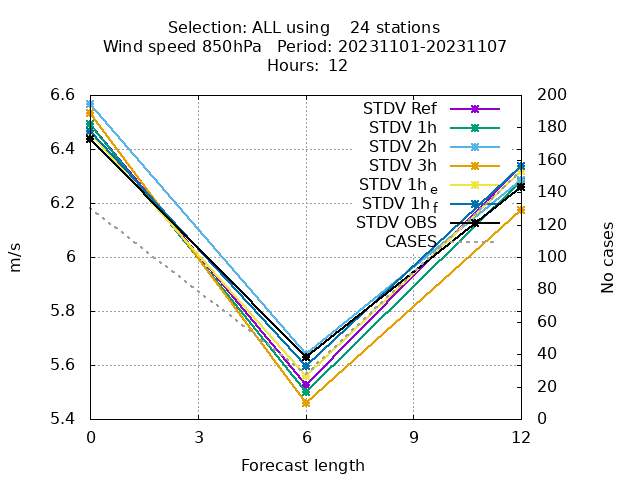 Selection: ALL using    24 stations
Wind speed 850hPa   Period: 20231101-20231107
Hours:  12
STDV Ref
STDV 1h
STDV 2h
STDV 3h
STDV 1h e
STDV 1h f
STDV OBS
CASES
6.6
6.4
6.2
6
5.8
5.6
5.4
m/s
200
180
160
140
120
100
80
60
40
20
0
No cases
0 3 6 9 12
Forecast length